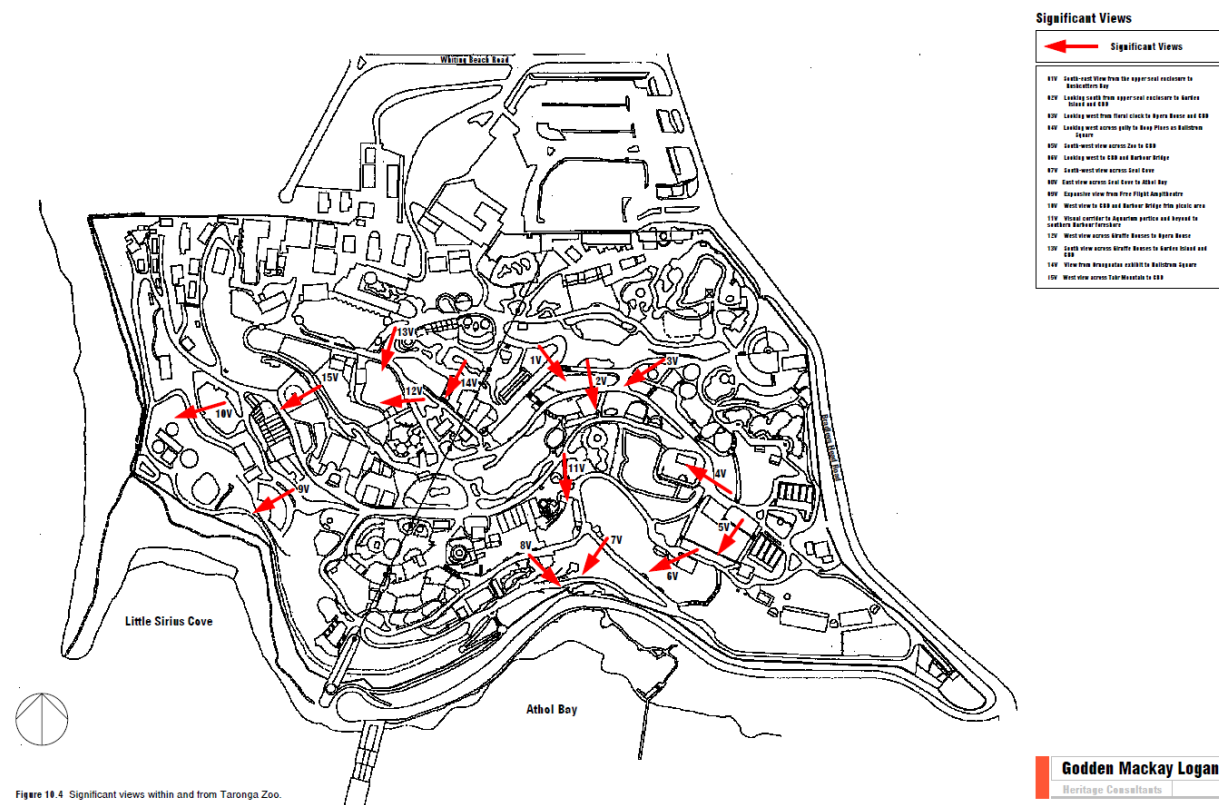 Significant Views
Significant Views
Whiting Beach Road
01V South-east View from the upper seal enclosure to
Rushcutters Bay
02V Looking south from upper seal enclosure to Garden
Island and CBD
03V Looking west from floral clock to Opera House and CBD
04V Looking west across gully to Hoop Pines as Hallstrom
Square
05V South-west view across Zoo to CBD
06V Looking west to CBD and Harbour Bridge
07V South-west view across Seal Cove
08V East view across Seal Cove to Athol Bay
09V Expansive view from Free Flight Ampitheatre
10V West view to CBD and Harbour Bridge frim picnic area
11V Visual corridor to Aquarium portico and beyond to
southern Harbour foreshore
12V West view across Giraffe Houses to Opera House
13V South view across Giraffe Houses to Garden Island and
CBD
14V View from Orangoutan exhibit to Hallstrom Square
15V West view across Tahr Mountain to CBD
13V
1V
3V
14V
2V
15V
12V
10V
Bradleys Head Road
11V
4V
9V
5V
7V
8V
6V
Little Sirius Cove
Athol Bay
Figure 10.4 Significant views within and from Taronga Zoo.
Godden Mackay Logan
Heritage Consultants